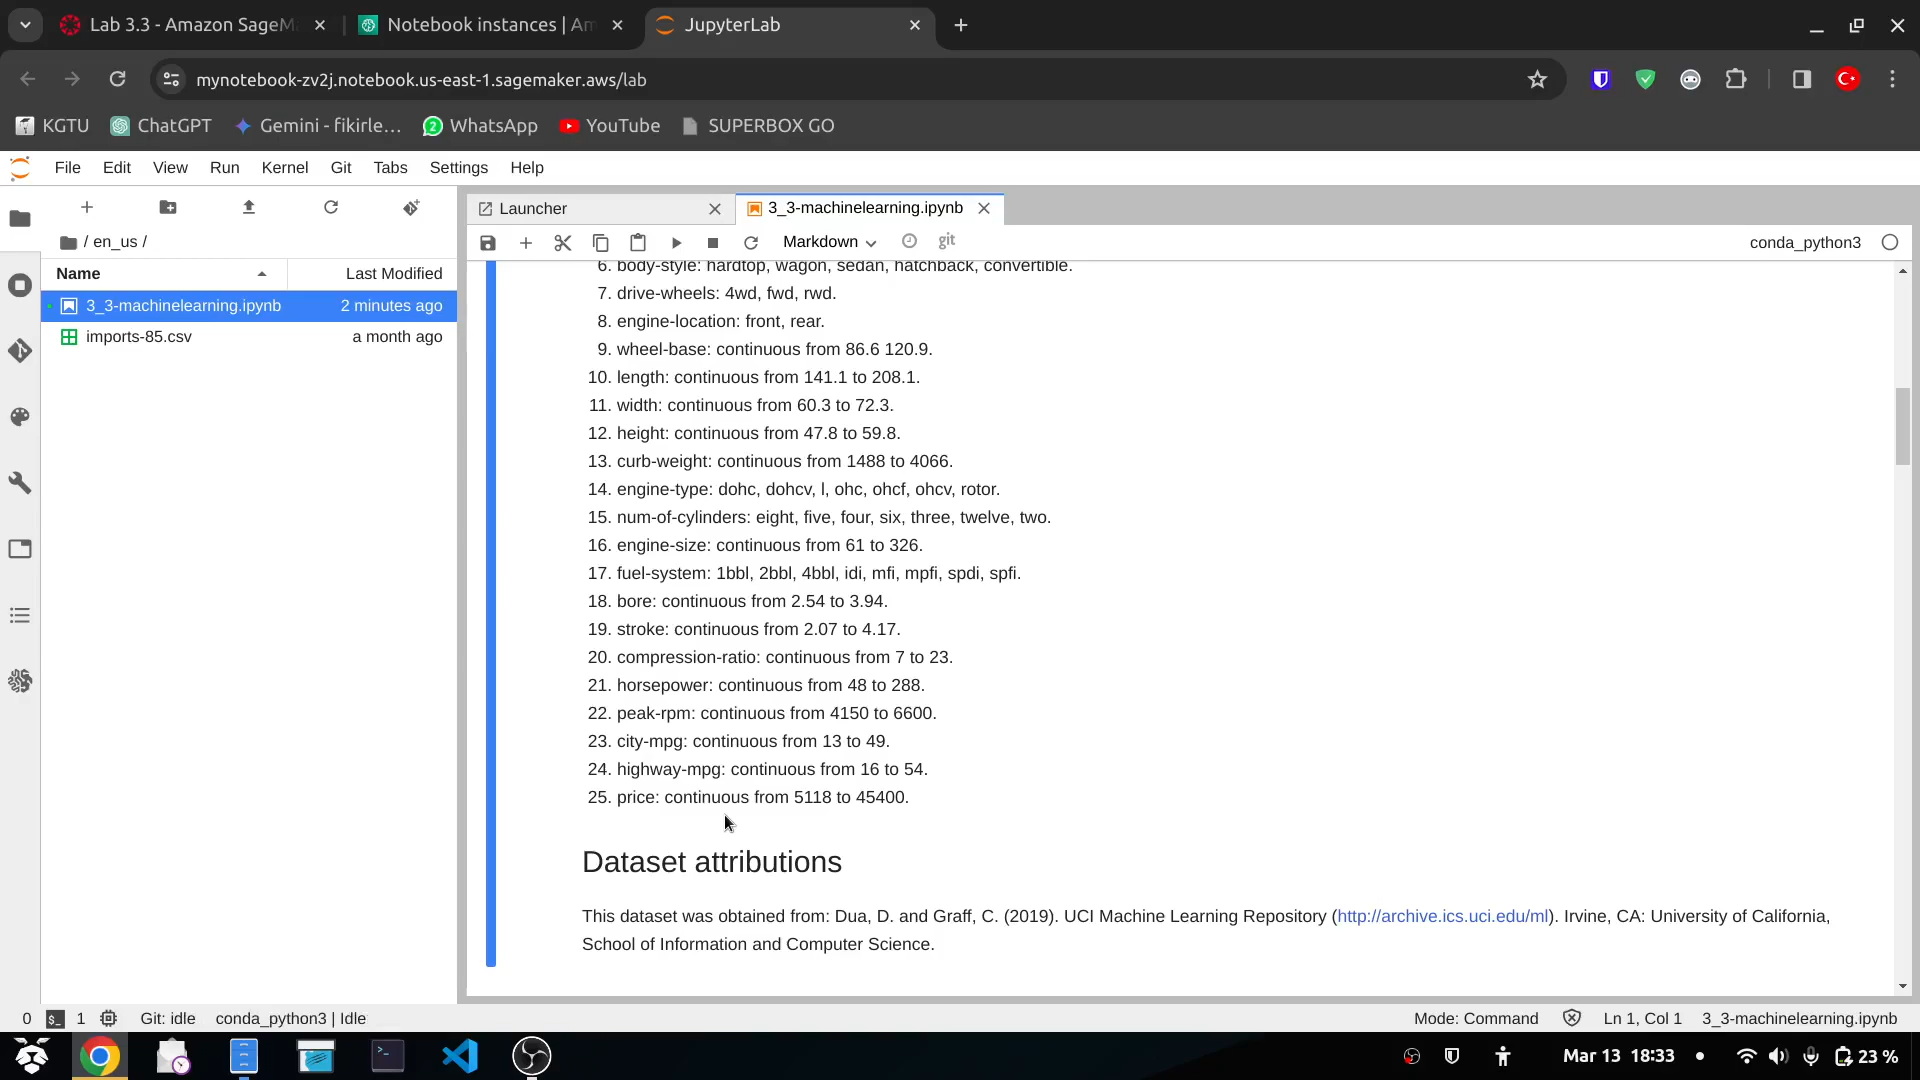 Lab 3.3 - Amazon SageM
Notebook instances | Am
JupyterLab
mynotebook-zv2j.notebook.us-east-1.sagemaker.aws/lab
KGTU
ChatGPT
Gemini - fikirle...
WhatsApp
YouTube
SUPERBOX GO
File Edit View Run Kernel Git Tabs Settings Help
Launcher
3_3-machinelearning.ipynb
/ en_us /
Markdown
git
conda_python3
Name Last Modified
3_3-machinelearning.ipynb 2 minutes ago
imports-85.csv a month ago
6. body-style: hardtop, wagon, sedan, hatchback, convertible.
7. drive-wheels: 4wd, fwd, rwd.
8. engine-location: front, rear.
9. wheel-base: continuous from 86.6 120.9.
10. length: continuous from 141.1 to 208.1.
11. width: continuous from 60.3 to 72.3.
12. height: continuous from 47.8 to 59.8.
13. curb-weight: continuous from 1488 to 4066.
14. engine-type: dohc, dohcv, l, ohc, ohcf, ohcv, rotor.
15. num-of-cylinders: eight, five, four, six, three, twelve, two.
16. engine-size: continuous from 61 to 326.
17. fuel-system: 1bbl, 2bbl, 4bbl, idi, mfi, mpfi, spdi, spfi.
18. bore: continuous from 2.54 to 3.94.
19. stroke: continuous from 2.07 to 4.17.
20. compression-ratio: continuous from 7 to 23.
21. horsepower: continuous from 48 to 288.
22. peak-rpm: continuous from 4150 to 6600.
23. city-mpg: continuous from 13 to 49.
24. highway-mpg: continuous from 16 to 54.
25. price: continuous from 5118 to 45400.
Dataset attributions
This dataset was obtained from: Dua, D. and Graff, C. (2019). UCI Machine Learning Repository (http://archive.ics.uci.edu/ml). Irvine, CA: University of California,
School of Information and Computer Science.
0 $_ 1 Git: idle conda_python3 | Idle
Mode: Command Ln 1, Col 1 3_3-machinelearning.ipynb
Mar 13 18:33
23 %